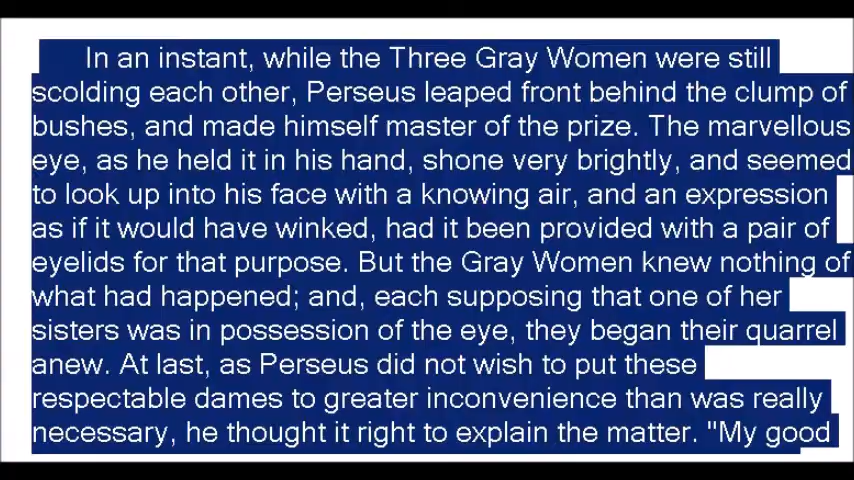 In an instant, while the Three Gray Women were still
scolding each other, Perseus leaped front behind the clump of
bushes, and made himself master of the prize. The marvellous
eye, as he held it in his hand, shone very brightly, and seemed
to look up into his face with a knowing air, and an expression
as if it would have winked, had it been provided with a pair of
eyelids for that purpose. But the Gray Women knew nothing of
what had happened; and, each supposing that one of her
sisters was in possession of the eye, they began their quarrel
anew. At last, as Perseus did not wish to put these
respectable dames to greater inconvenience than was really
necessary, he thought it right to explain the matter. "My good